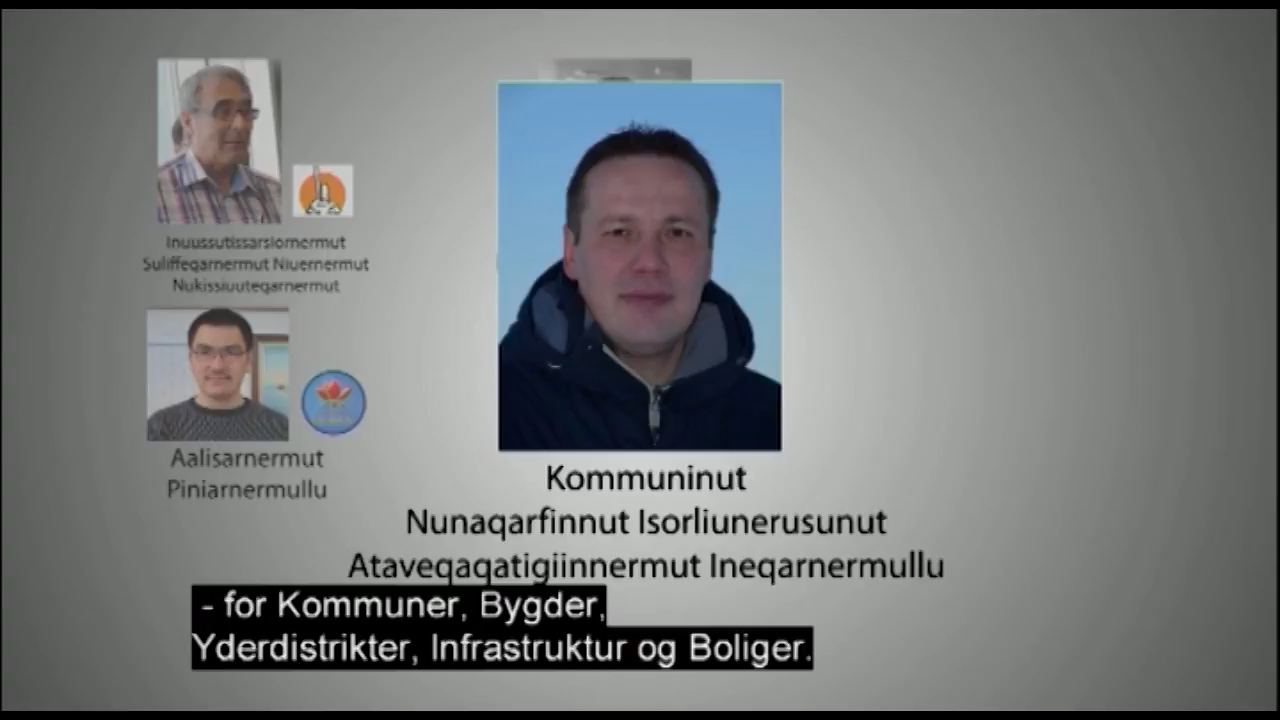 Inuussutissarsiornermut
Suliffeqarnermut Niuernermut
Nukissiuuteqarnermut
Aalisarnermut
Piniarnermullu
Kommuninut
Nunaqarfinnut Isorliunerusunut
Ataveqaqatigiinnermut Ineqarnermullu
- for Kommuner, Bygder,
Yderdistrikter, Infrastruktur og Boliger.